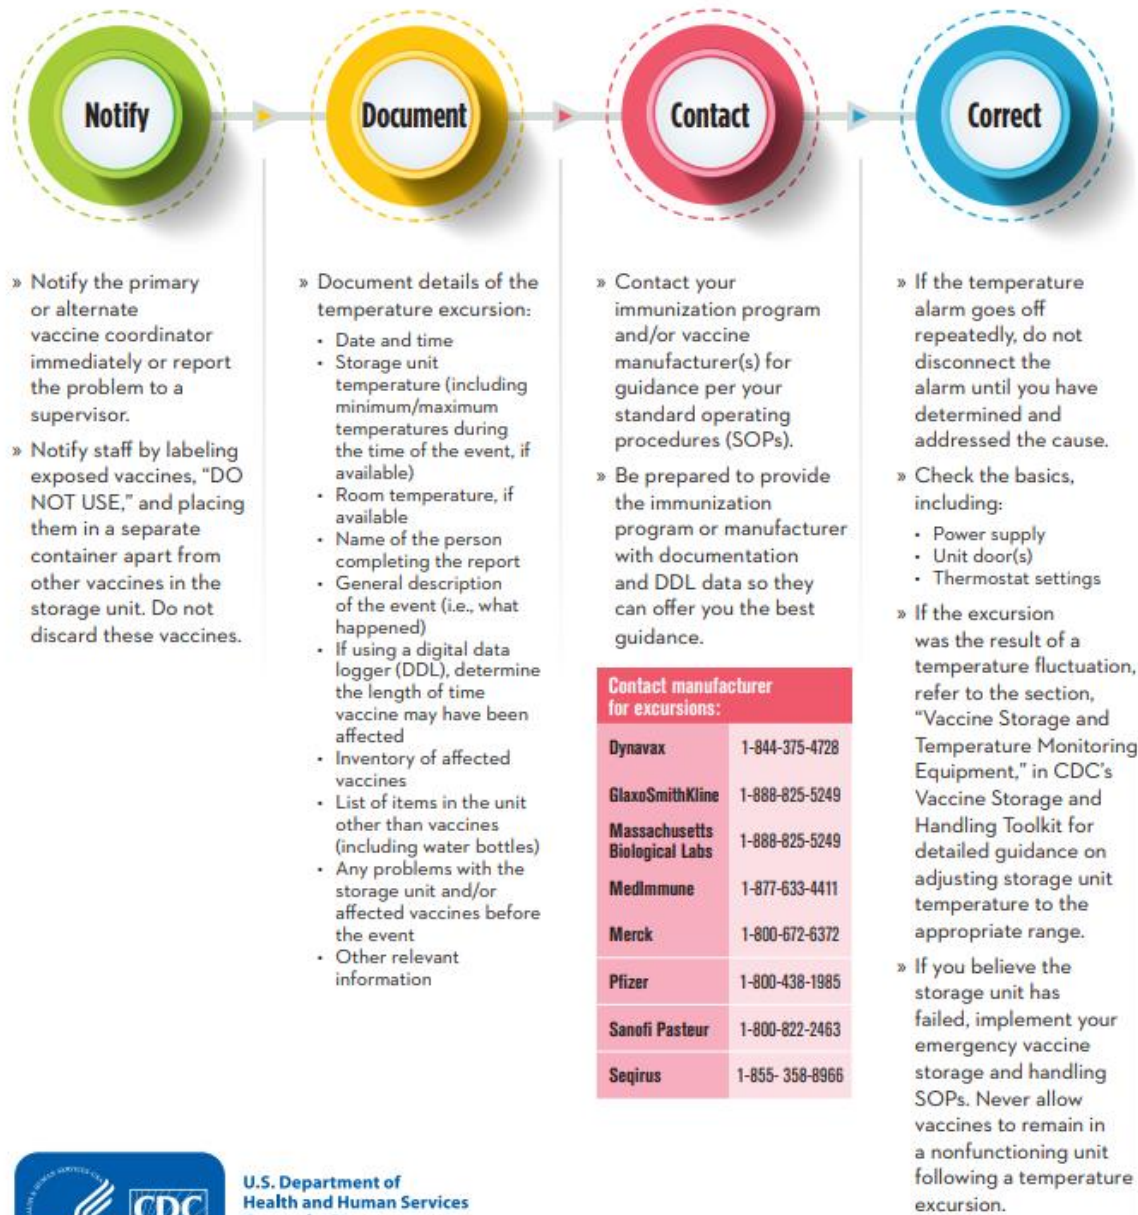 Notify
Document
Contact
Correct
» Notify the primary
or alternate
vaccine coordinator
immediately or report
the problem to a
supervisor.
» Notify staff by labeling
exposed vaccines, “DO
NOT USE,” and placing
them in a separate
container apart from
other vaccines in the
storage unit. Do not
discard these vaccines.
» Document details of the
temperature excursion:
• Date and time
• Storage unit
temperature (including
minimum/maximum
temperatures during
the time of the event, if
available)
• Room temperature, if
available
• Name of the person
completing the report
• General description
of the event (i.e., what
happened)
• If using a digital data
logger (DDL), determine
the length of time
vaccine may have been
affected
• Inventory of affected
vaccines
• List of items in the unit
other than vaccines
(including water bottles)
• Any problems with the
storage unit and/or
affected vaccines before
the event
• Other relevant
information
» Contact your
immunization program
and/or vaccine
manufacturer(s) for
guidance per your
standard operating
procedures (SOPs).
» Be prepared to provide
the immunization
program or manufacturer
with documentation
and DDL data so they
can offer you the best
guidance.
Contact manufacturer
for excursions:
Dynavax 1-844-375-4728
GlaxoSmithKline 1-888-825-5249
Massachusetts
Biological Labs 1-888-825-5249
MedImmune 1-877-633-4411
Merck 1-800-672-6372
Pfizer 1-800-438-1985
Sanofi Pasteur 1-800-822-2463
Seqirus 1-855- 358-8966
» If the temperature
alarm goes off
repeatedly, do not
disconnect the
alarm until you have
determined and
addressed the cause.
» Check the basics,
including:
• Power supply
• Unit door(s)
• Thermostat settings
» If the excursion
was the result of a
temperature fluctuation,
refer to the section,
“Vaccine Storage and
Temperature Monitoring
Equipment,” in CDC’s
Vaccine Storage and
Handling Toolkit for
detailed guidance on
adjusting storage unit
temperature to the
appropriate range.
» If you believe the
storage unit has
failed, implement your
emergency vaccine
storage and handling
SOPs. Never allow
vaccines to remain in
a nonfunctioning unit
following a temperature
excursion.
CDC
U.S. Department of
Health and Human Services